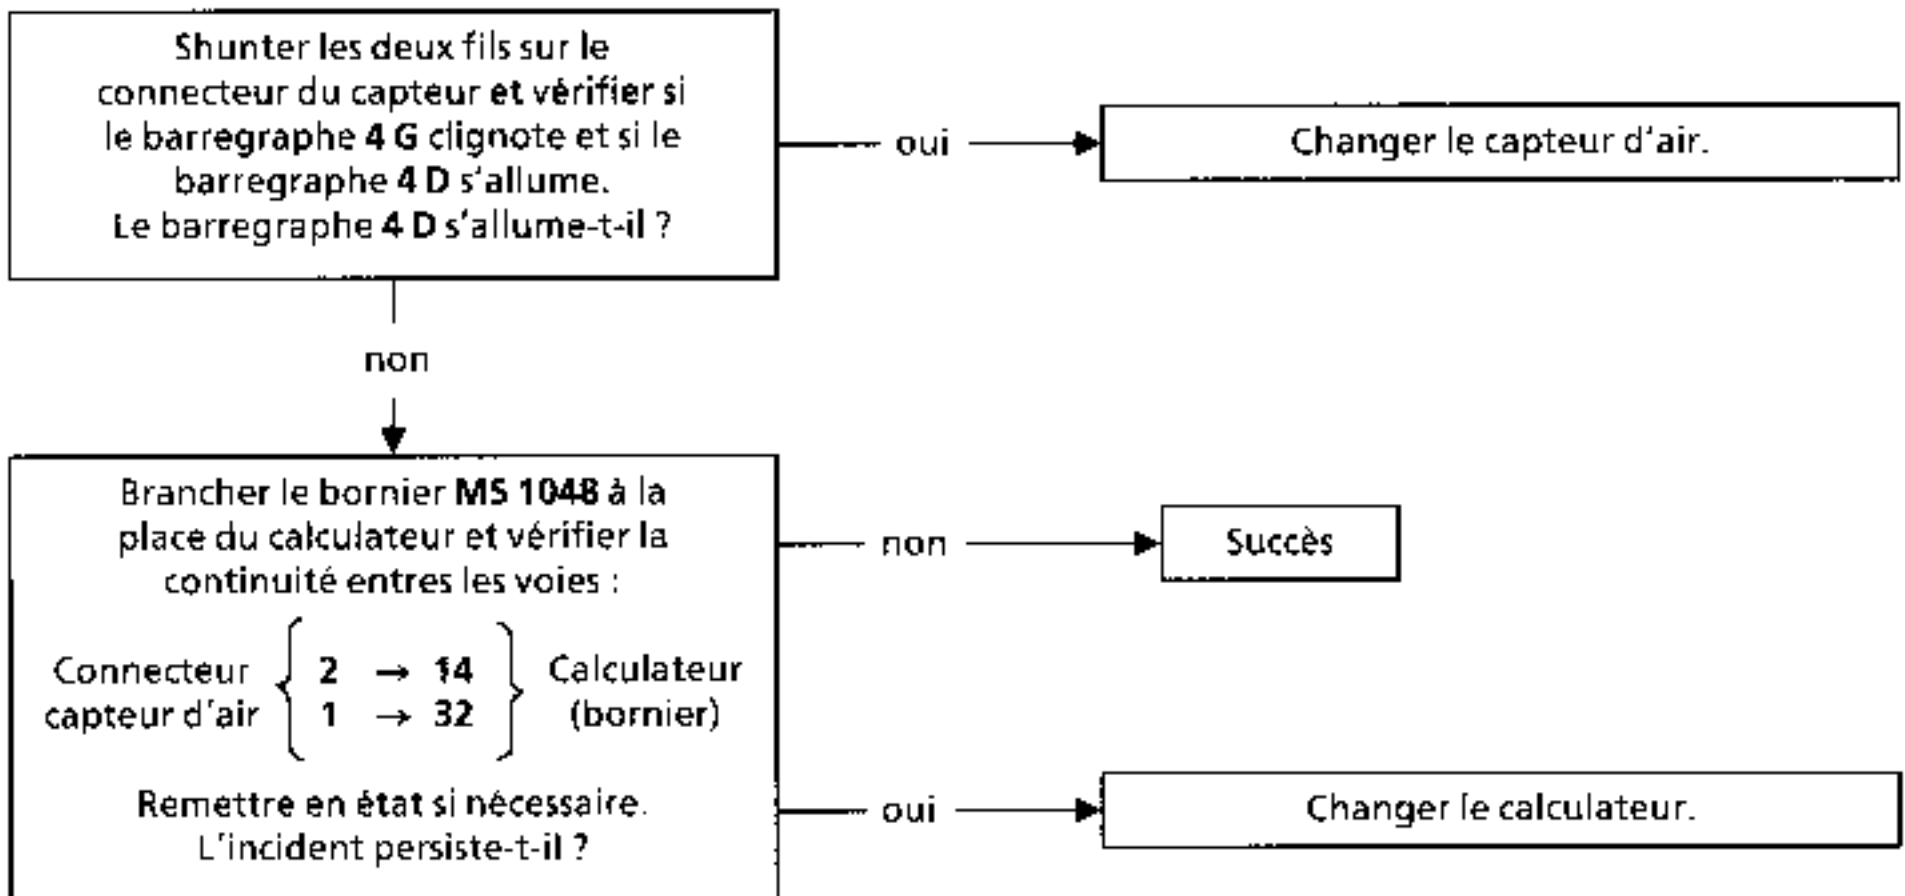 Shunter les deux fils sur le
connecteur du capteur et vérifier si
le barregraphe 4 G clignote et si le
barregraphe 4 D s'allume.
Le barregraphe 4 D s'allume-t-il ?
oui
Changer le capteur d'air.
non
Brancher le bornier MS 1048 à la
place du calculateur et vérifier la
continuité entres les voies :
Connecteur
capteur d'air
2 → 14
1 → 32
Calculateur
(bornier)
Remettre en état si nécessaire.
L'incident persiste-t-il ?
non
Succès
oui
Changer le calculateur.